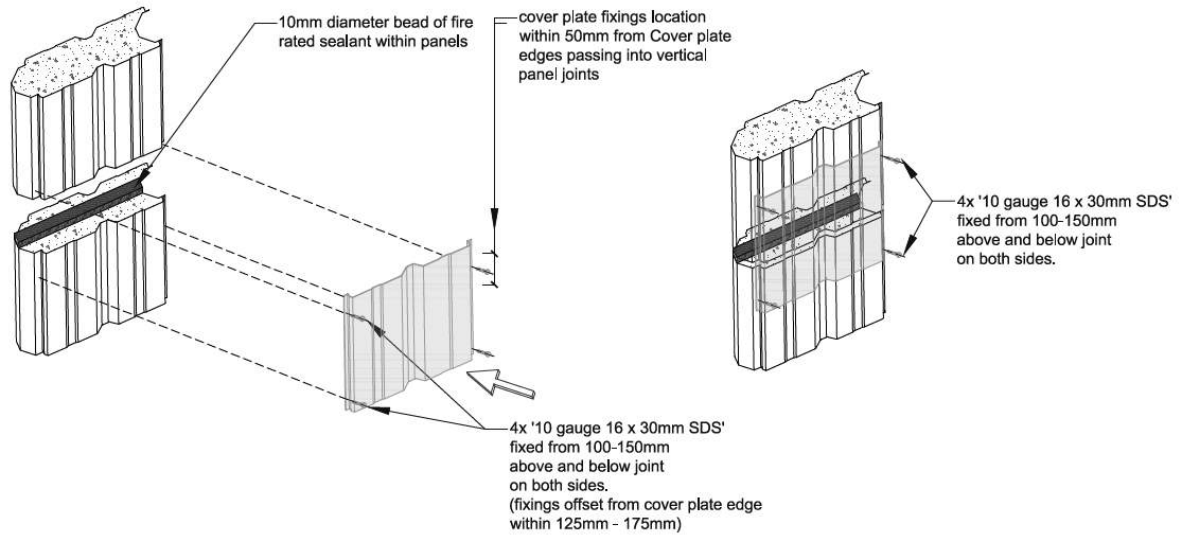 10mm diameter bead of fire
rated sealant within panels
cover plate fixings location
within 50mm from Cover plate
edges passing into vertical
panel joints
4x '10 gauge 16 x 30mm SDS'
fixed from 100-150mm
above and below joint
on both sides.
4x '10 gauge 16 x 30mm SDS'
fixed from 100-150mm
above and below joint
on both sides.
(fixings offset from cover plate edge
within 125mm - 175mm)